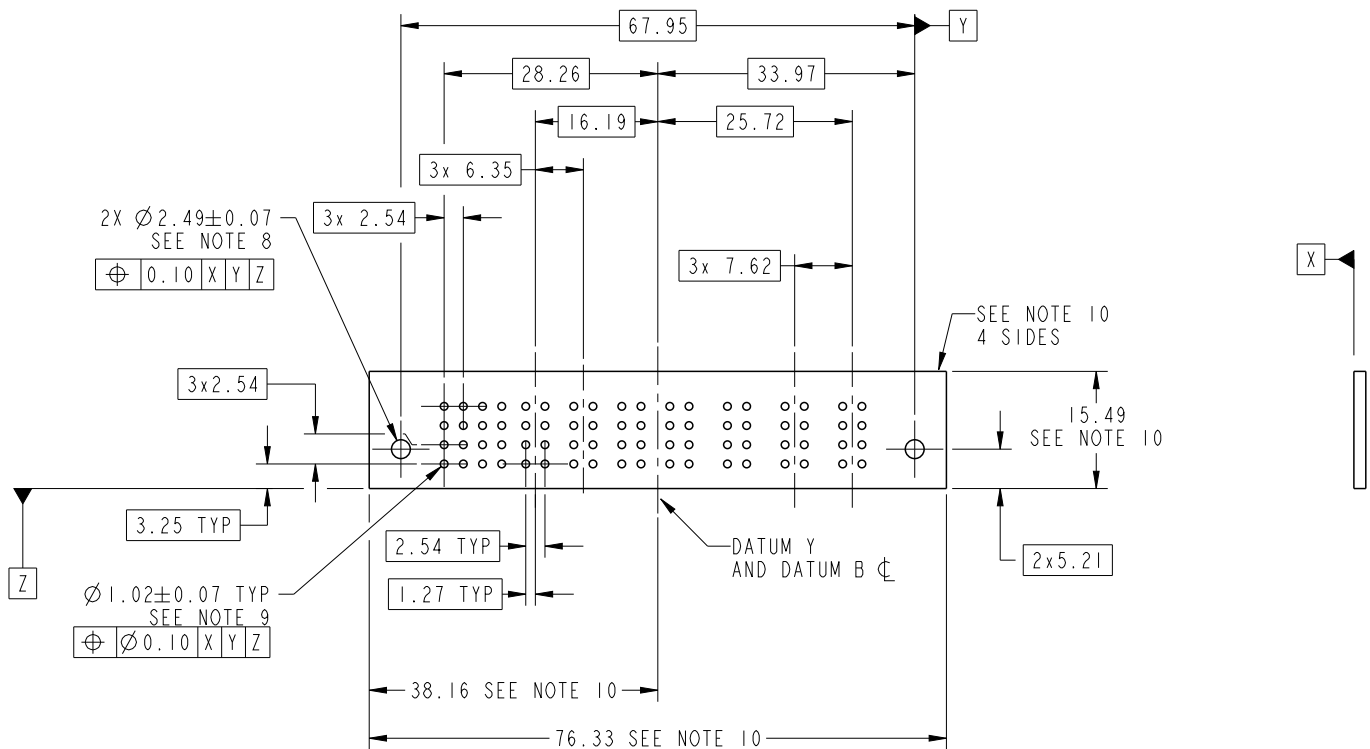 67.95
Y
28.26
33.97
16.19
25.72
3x 6.35
2X Ø2.49±0.07
SEE NOTE 8
⌖ 0.10 X Y Z
3x 2.54
3x 7.62
X
SEE NOTE 10
4 SIDES
3x2.54
15.49
SEE NOTE 10
3.25 TYP
Z
2.54 TYP
1.27 TYP
DATUM Y
AND DATUM B ℄
2x5.21
Ø1.02±0.07 TYP
SEE NOTE 9
⌖ Ø0.10 X Y Z
38.16 SEE NOTE 10
76.33 SEE NOTE 10